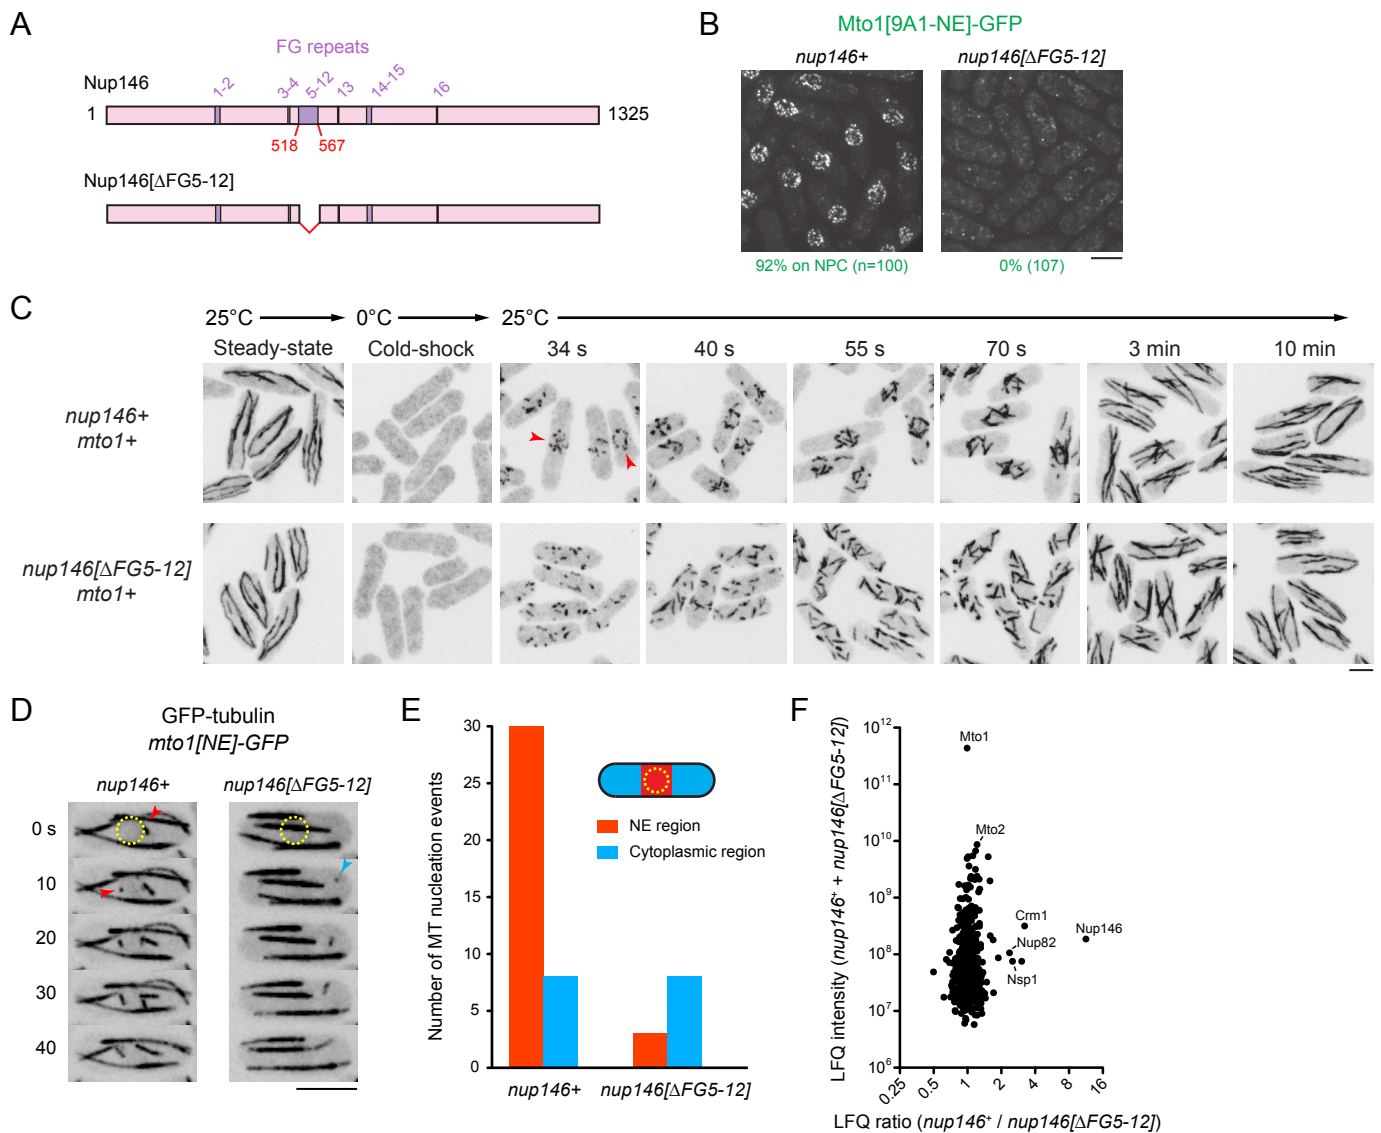 A
FG repeats
Nup146
1-2
3-4
5-12
13
14-15
16
1
1325
518
567
Nup146[ΔFG5-12]
B
Mto1[9A1-NE]-GFP
nup146+
nup146[ΔFG5-12]
92% on NPC (n=100)
0% (107)
C
25°C
0°C
25°C
Steady-state
Cold-shock
34 s
40 s
55 s
70 s
3 min
10 min
nup146+
mto1+
nup146[ΔFG5-12]
mto1+
D
GFP-tubulin
mto1[NE]-GFP
nup146+
nup146[ΔFG5-12]
0 s
10
20
30
40
E
Number of MT nucleation events
30
25
20
15
10
5
0
NE region
Cytoplasmic region
nup146+
nup146[ΔFG5-12]
F
LFQ intensity (nup146⁺ + nup146[ΔFG5-12])
10¹²
10¹¹
10¹⁰
10⁹
10⁸
10⁷
10⁶
Mto1
Mto2
Crm1
Nup146
Nup82
Nsp1
0.25
0.5
1
2
4
8
16
LFQ ratio (nup146⁺ / nup146[ΔFG5-12])